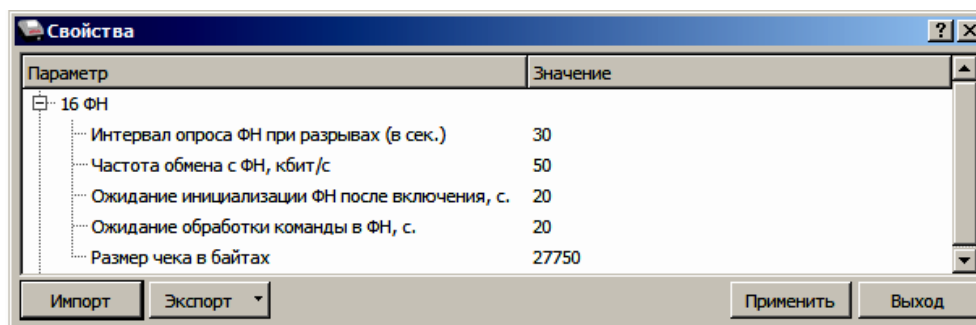 Свойства
Параметр Значение
16 ФН
Интервал опроса ФН при разрывах (в сек.) 30
Частота обмена с ФН, кбит/с 50
Ожидание инициализации ФН после включения, с. 20
Ожидание обработки команды в ФН, с. 20
Размер чека в байтах 27750
Импорт Экспорт Применить Выход